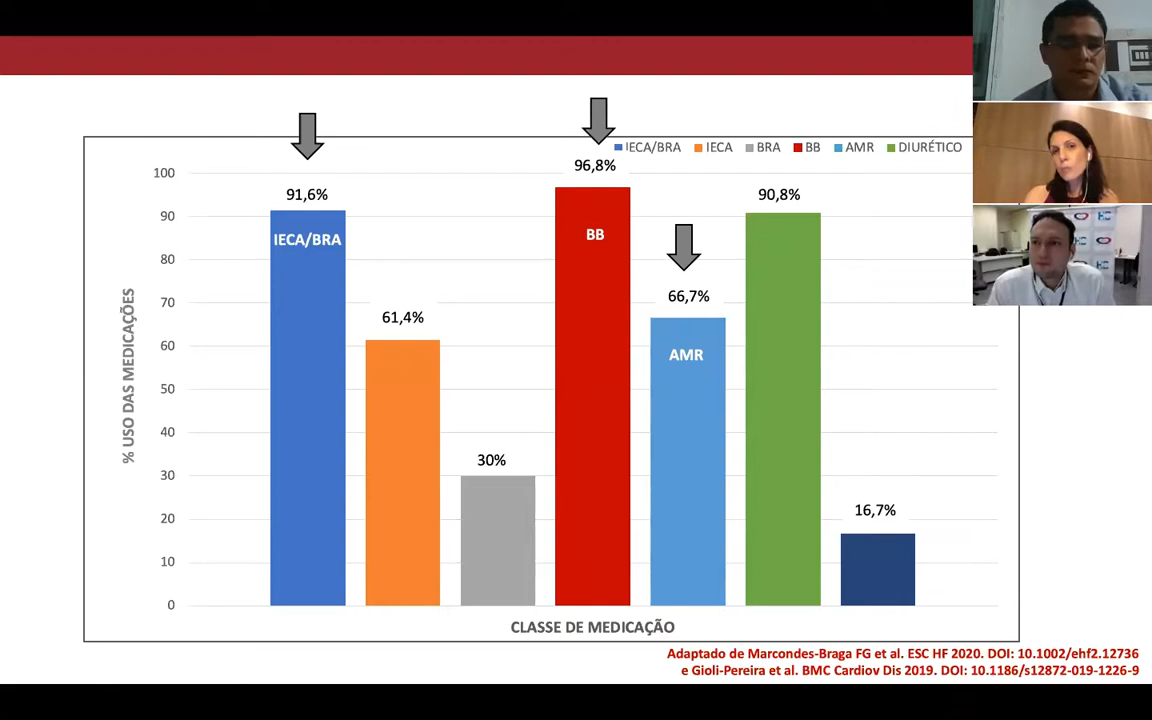 IECA/BRA IECA BRA BB AMR DIURÉTICO
% USO DAS MEDICAÇÕES
100
90
80
70
60
50
40
30
20
10
0
91,6%
IECA/BRA
61,4%
30%
96,8%
BB
66,7%
AMR
90,8%
16,7%
CLASSE DE MEDICAÇÃO
Adaptado de Marcondes-Braga FG et al. ESC HF 2020. DOI: 10.1002/ehf2.12736
e Gioli-Pereira et al. BMC Cardiov Dis 2019. DOI: 10.1186/s12872-019-1226-9
HC